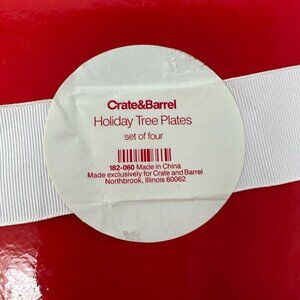 Crate&Barrel
Holiday Tree Plates
set of four
182-060 Made in China
Made exclusively for Crate and Barrel
Northbrook, Illinois 60062